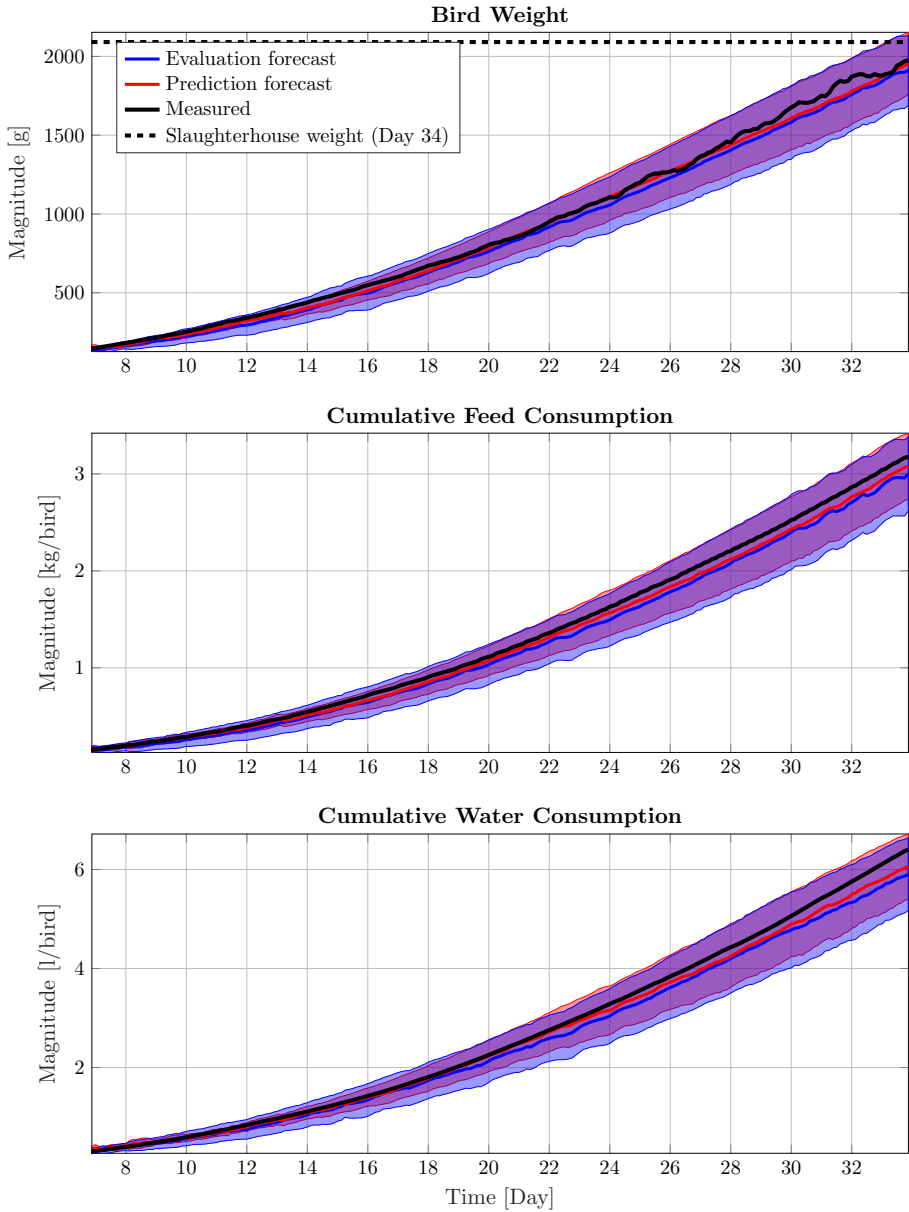 Bird Weight
Magnitude [g]
2000
1500
1000
500
Evaluation forecast
Prediction forecast
Measured
Slaughterhouse weight (Day 34)
8 10 12 14 16 18 20 22 24 26 28 30 32
Cumulative Feed Consumption
Magnitude [kg/bird]
3
2
1
8 10 12 14 16 18 20 22 24 26 28 30 32
Cumulative Water Consumption
Magnitude [l/bird]
6
4
2
8 10 12 14 16 18 20 22 24 26 28 30 32
Time [Day]